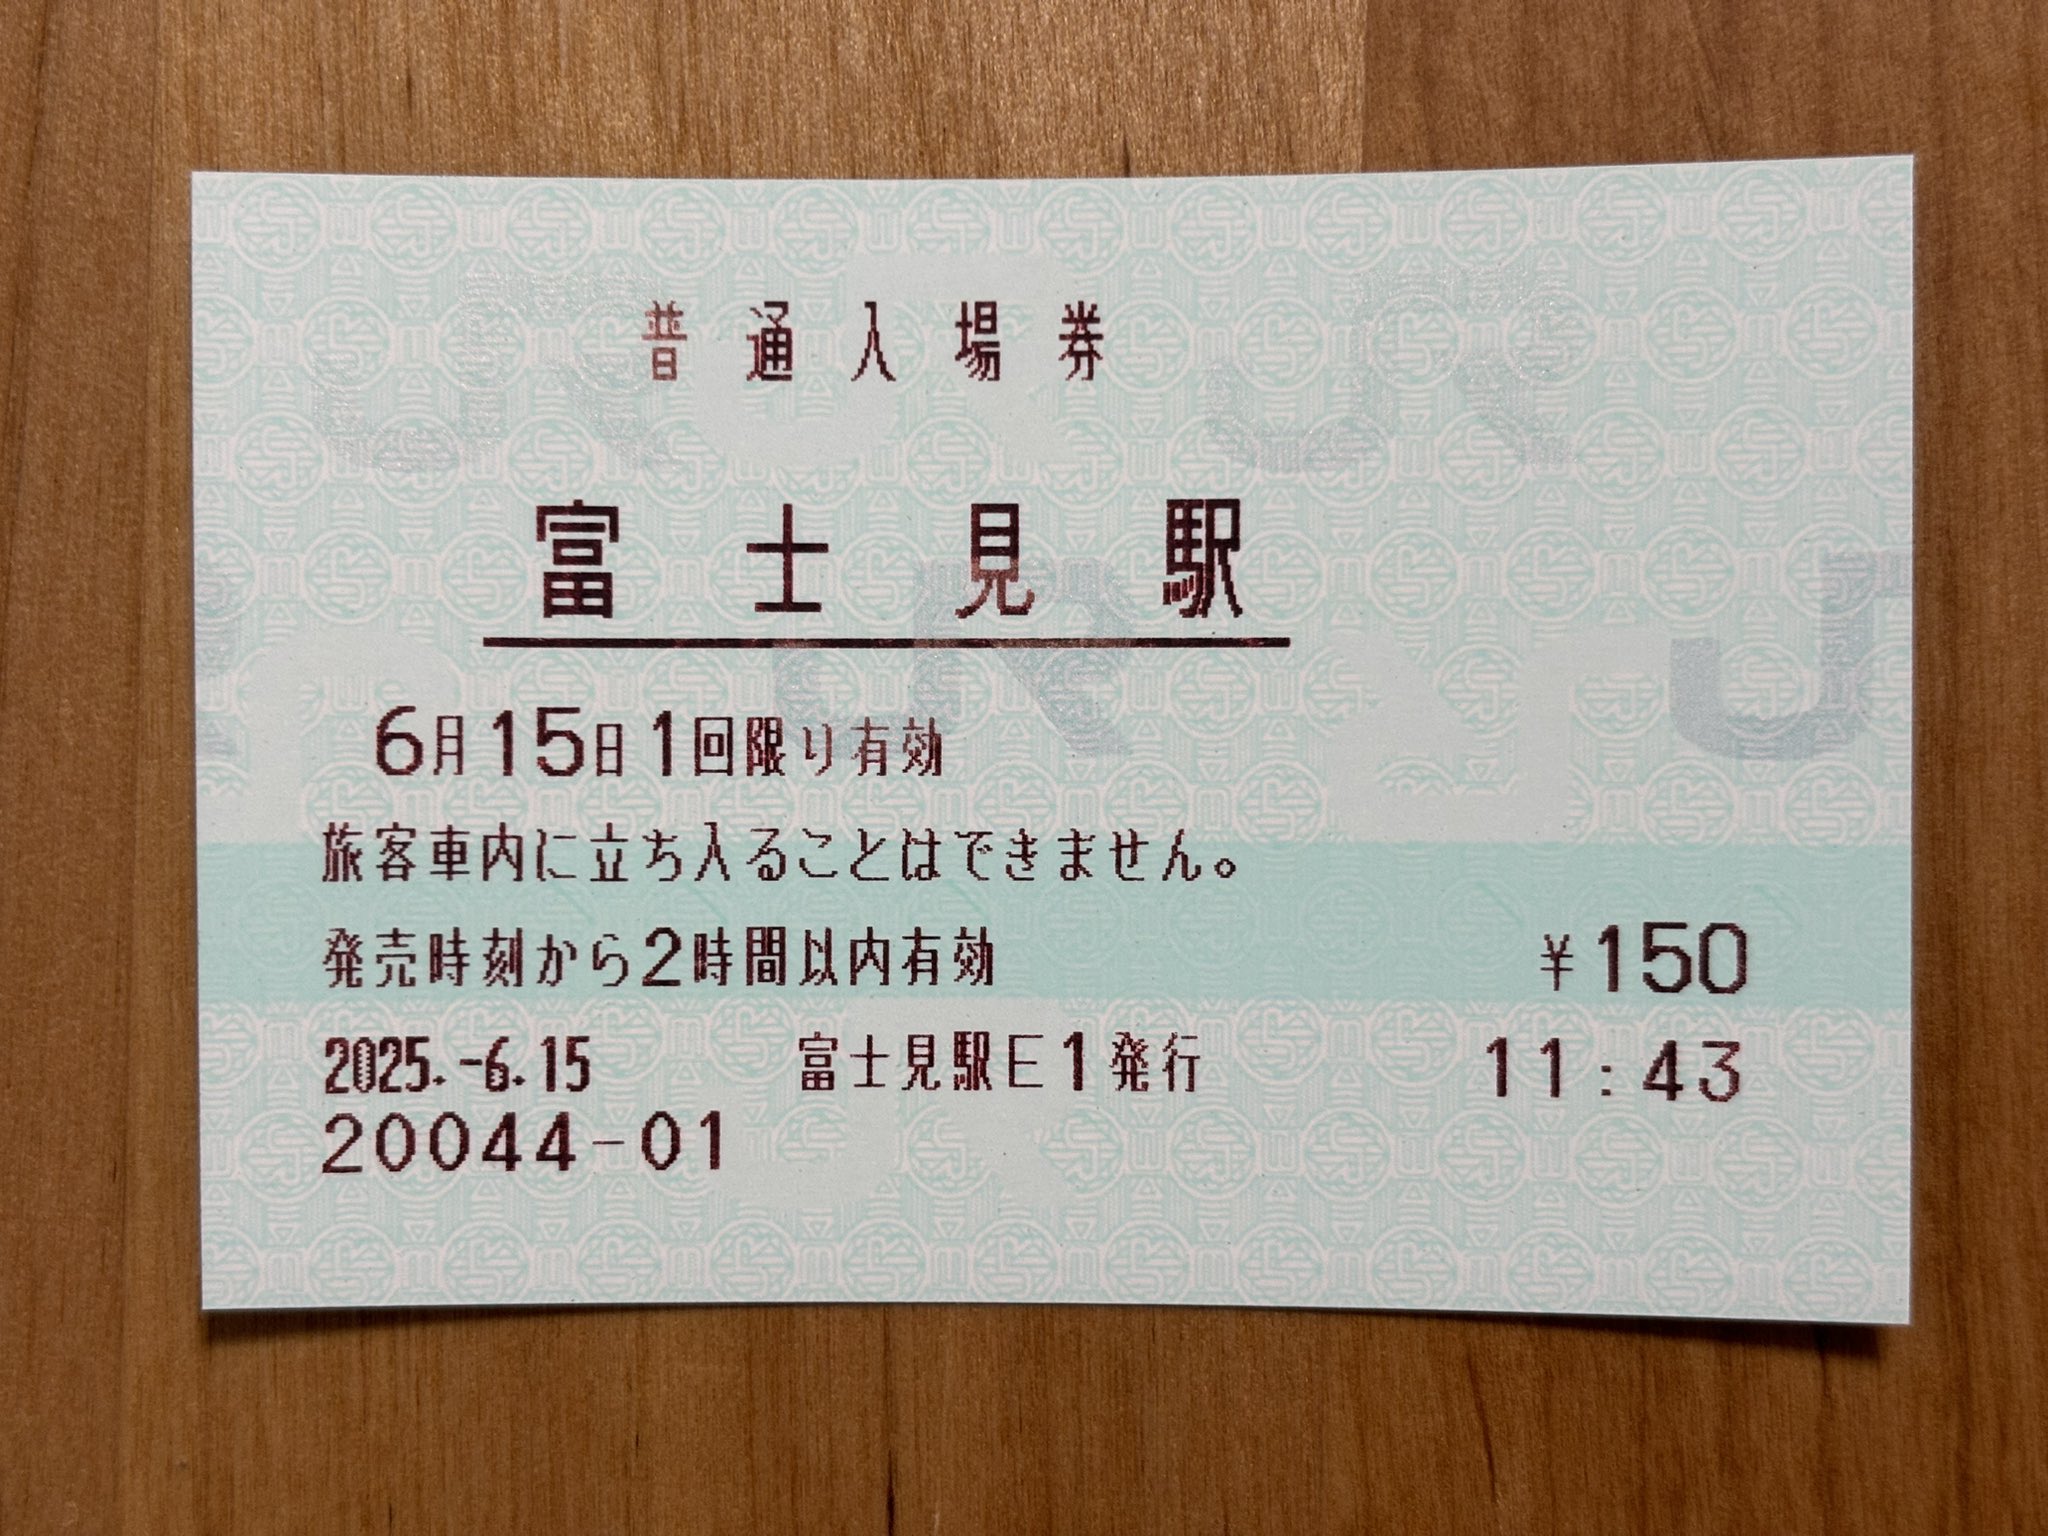 普通入場券
富士見駅
6月15日1回限り有効
旅客車内に立ち入ることはできません。
発売時刻から2時間以内有効 ¥150
2025.-6.15 富士見駅E1発行 11:43
20044-01